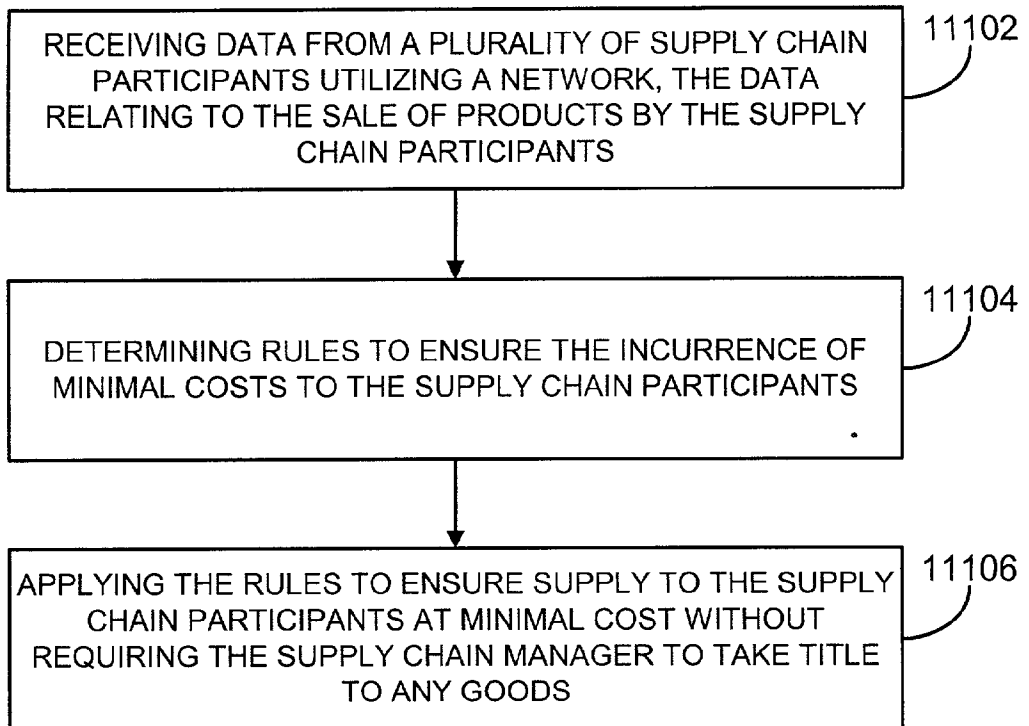 RECEIVING DATA FROM A PLURALITY OF SUPPLY CHAIN
PARTICIPANTS UTILIZING A NETWORK, THE DATA
RELATING TO THE SALE OF PRODUCTS BY THE SUPPLY
CHAIN PARTICIPANTS
11102
DETERMINING RULES TO ENSURE THE INCURRENCE OF
MINIMAL COSTS TO THE SUPPLY CHAIN PARTICIPANTS
11104
APPLYING THE RULES TO ENSURE SUPPLY TO THE SUPPLY
CHAIN PARTICIPANTS AT MINIMAL COST WITHOUT
REQUIRING THE SUPPLY CHAIN MANAGER TO TAKE TITLE
TO ANY GOODS
11106